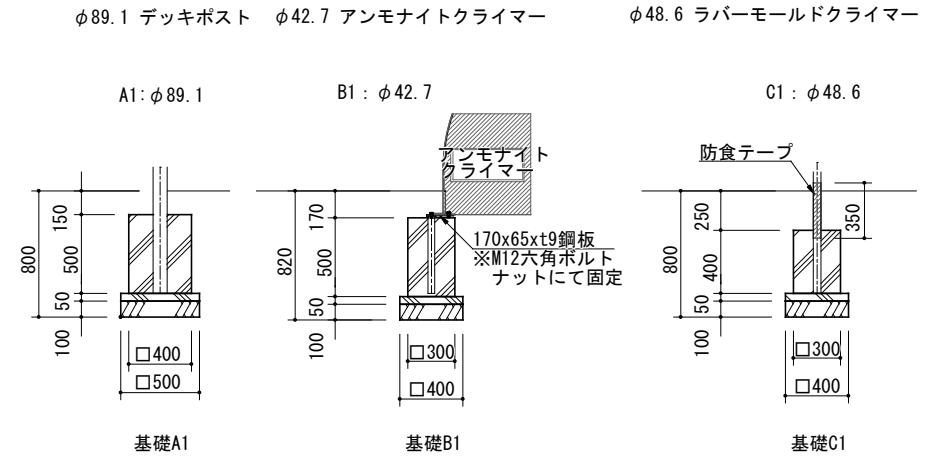 φ89.1 デッキポスト
φ42.7 アンモナイトクライマー
φ48.6 ラバーモールドクライマー
A1:φ89.1
B1：φ42.7
C1：φ48.6
アンモナイト
クライマー
防食テープ
170x65xt9鋼板
※M12六角ボルト
ナットにて固定
800
150
500
50
100
□400
□500
820
170
500
50
100
□300
□400
800
250
400
50
100
350
□300
□400
基礎A1
基礎B1
基礎C1